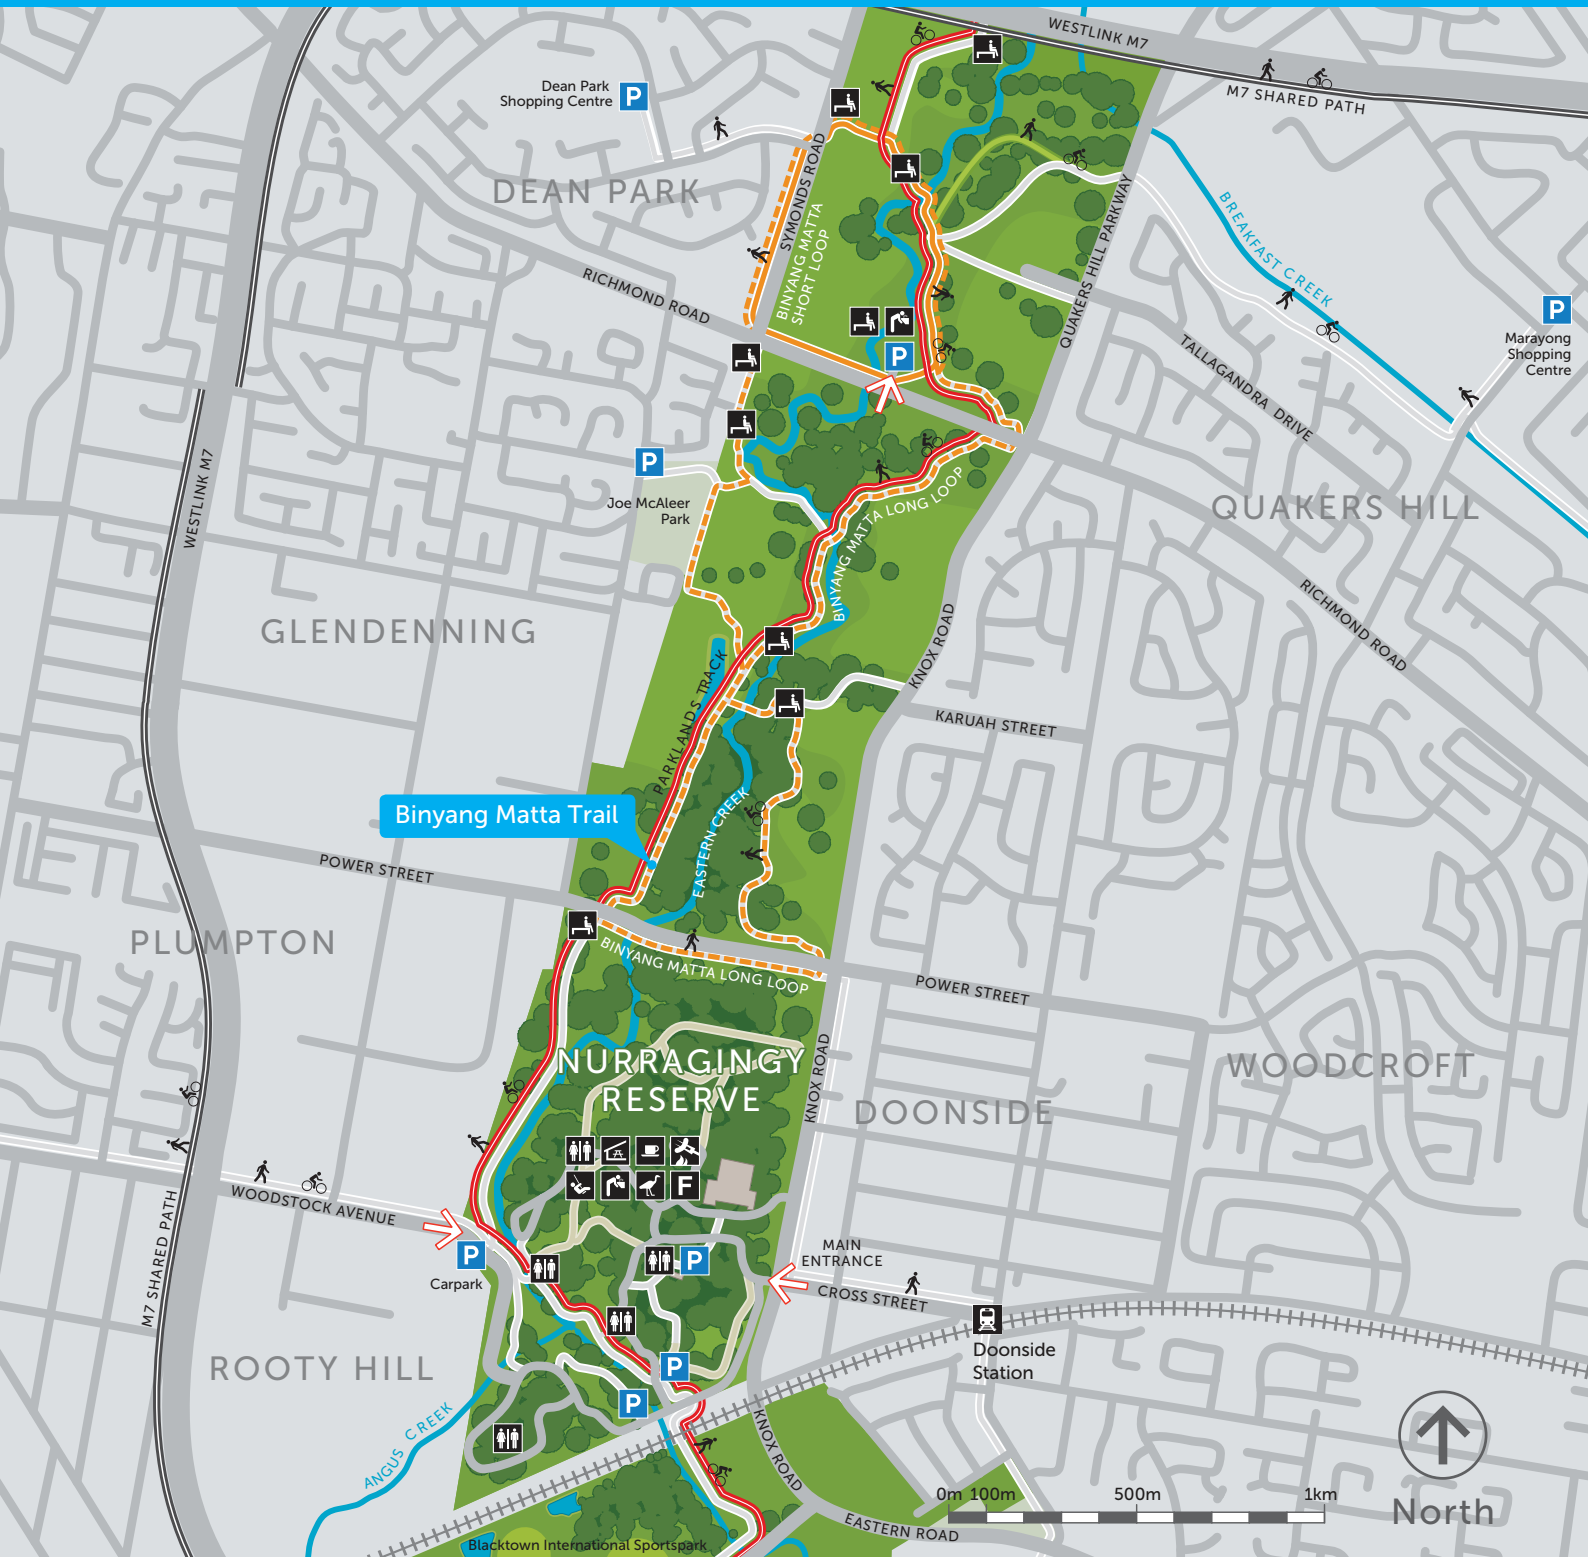 WESTLINK M7
M7 SHARED PATH
Dean Park
Shopping Centre
P
DEAN PARK
SYMONDS ROAD
BINYANG MATTA
SHORT LOOP
RICHMOND ROAD
QUAKERS HILL PARKWAY
BREAKFAST CREEK
P
Marayong
Shopping
Centre
TALLAGANDRA DRIVE
P
P
Joe McAleer
Park
WESTLINK M7
QUAKERS HILL
BINYANG MATTA LONG LOOP
RICHMOND ROAD
GLENDENNING
KNOX ROAD
PARKLANDS TRACK
KARUAH STREET
Binyang Matta Trail
EASTERN CREEK
POWER STREET
PLUMPTON
BINYANG MATTA LONG LOOP
POWER STREET
NURRAGINGY
RESERVE
KNOX ROAD
WOODCROFT
DOONSIDE
F
WOODSTOCK AVENUE
M7 SHARED PATH
P
Carpark
P
MAIN
ENTRANCE
CROSS STREET
Doonside
Station
ROOTY HILL
P
P
ANGUS CREEK
KNOX ROAD
0m 100m 500m 1km
North
EASTERN ROAD
Blacktown International Sportspark